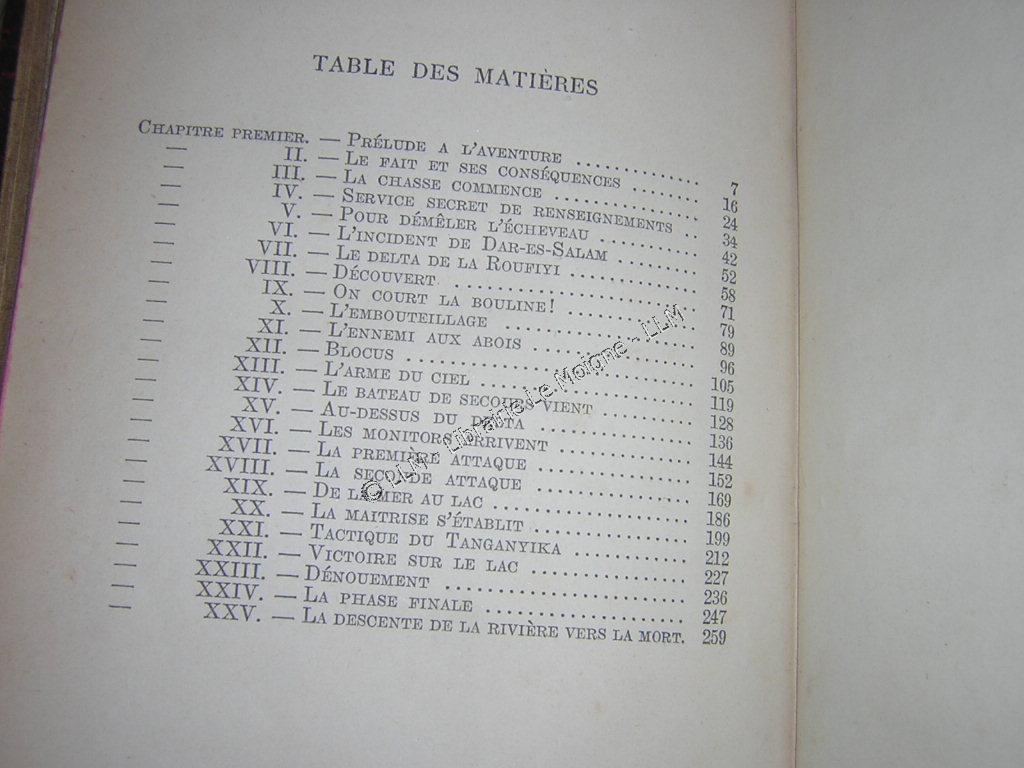 TABLE DES MATIÈRES
CHAPITRE PREMIER. — PRÉLUDE A L'AVENTURE .......... 7
— II. — LE FAIT ET SES CONSÉQUENCES ...... 16
— III. — LA CHASSE COMMENCE ............. 24
— IV. — SERVICE SECRET DE RENSEIGNEMENTS .. 34
— V. — POUR DÉMÊLER L'ÉCHEVEAU ......... 42
— VI. — L'INCIDENT DE DAR-ES-SALAM ....... 52
— VII. — LE DELTA DE LA ROUFIYI .......... 58
— VIII. — DÉCOUVERT .................. 71
— IX. — ON COURT LA BOULINE! ........... 79
— X. — L'EMBOUTEILLAGE ............... 89
— XI. — L'ENNEMI AUX ABOIS ............. 96
— XII. — BLOCUS ..................... 105
— XIII. — L'ARME DU CIEL ............... 119
— XIV. — LE BATEAU DE SECOURS VIENT ....... 128
— XV. — AU-DESSUS DU DELTA ............ 136
— XVI. — LES MONITORS ARRIVENT .......... 144
— XVII. — LA PREMIÈRE ATTAQUE ........... 152
— XVIII. — LA SECONDE ATTAQUE ............ 169
— XIX. — DE LA MER AU LAC .............. 186
— XX. — LA MAITRISE S'ÉTABLIT ........... 199
— XXI. — TACTIQUE DU TANGANYIKA ......... 212
— XXII. — VICTOIRE SUR LE LAC ............ 227
— XXIII. — DÉNOUEMENT .................. 236
— XXIV. — LA PHASE FINALE ............... 247
— XXV. — LA DESCENTE DE LA RIVIÈRE VERS LA MORT. 259
© LLM - Librairie Le Moigne - LLM